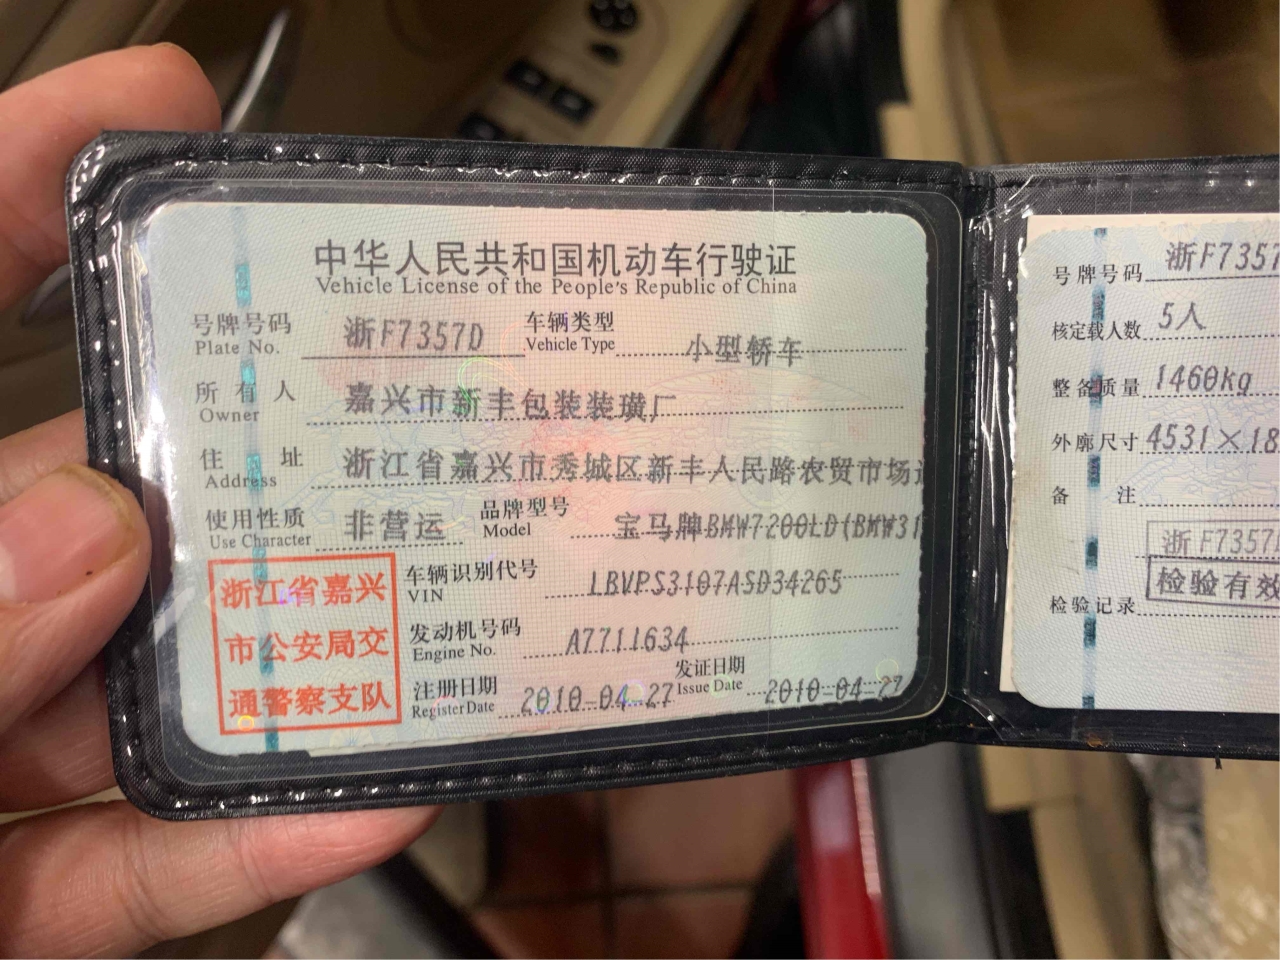 中华人民共和国机动车行驶证
Vehicle License of the People's Republic of China
号牌号码 浙F7357D 车辆类型 小型轿车
Plate No. Vehicle Type
所有人 嘉兴市新丰包装装璜厂
Owner
住址 浙江省嘉兴市秀城区新丰人民路农贸市场
Address
使用性质 非营运 品牌型号 宝马牌BMW7200LD(BMW31
Use Character Model
浙江省嘉兴
市公安局交
通警察支队
车辆识别代号 LBVPS3107ASD34265
VIN
发动机号码 A7711634
Engine No.
注册日期 2010-04-27 发证日期 2010-04-27
Register Date Issue Date
号牌号码 浙F7357
核定载人数 5人
整备质量 1460kg
外廓尺寸 4531×18
备注
浙F7357
检验有效
检验记录